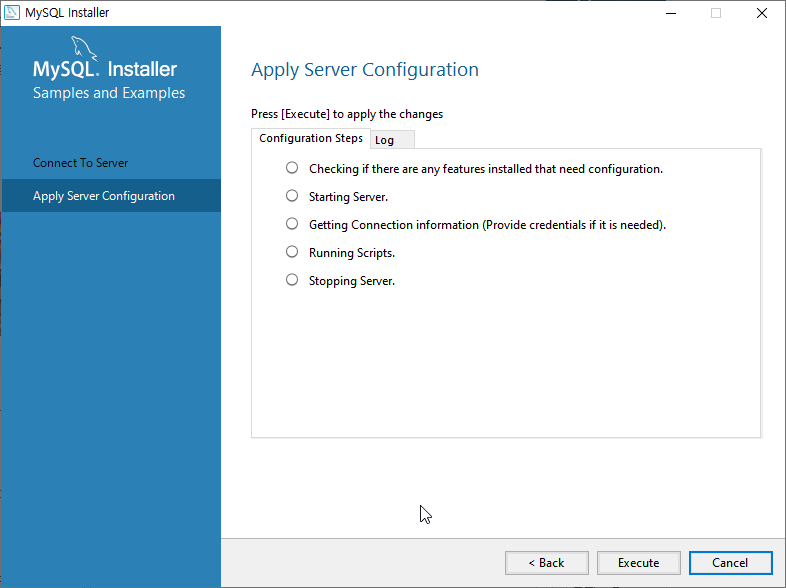 MySQL Installer
MySQL. Installer
Samples and Examples
Connect To Server
Apply Server Configuration
Apply Server Configuration
Press [Execute] to apply the changes
Configuration Steps
Log
Checking if there are any features installed that need configuration.
Starting Server.
Getting Connection information (Provide credentials if it is needed).
Running Scripts.
Stopping Server.
< Back
Execute
Cancel